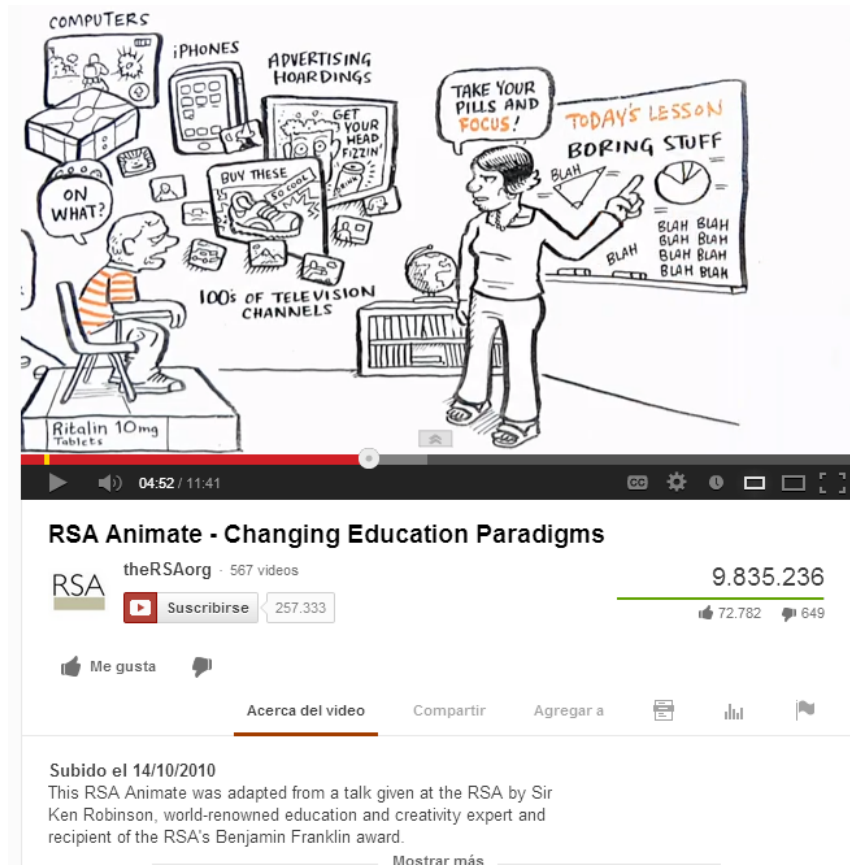 COMPUTERS
iPHONES
ADVERTISING
HOARDINGS
GET
YOUR
HEAD
FIZZIN'
DRINK
BUY THESE
SO COOL
ON
WHAT?
100's OF TELEVISION
CHANNELS
Ritalin 10mg
Tablets
TAKE YOUR
PILLS AND
FOCUS!
TODAY'S LESSON
BORING STUFF
BLAH
BLAH
BLAH BLAH
BLAH BLAH
BLAH BLAH
BLAH BLAH
04:52 / 11:41
CC
RSA Animate - Changing Education Paradigms
RSA
theRSAorg · 567 videos
Suscribirse 257.333
9.835.236
72.782 649
Me gusta
Acerca del video Compartir Agregar a
Subido el 14/10/2010
This RSA Animate was adapted from a talk given at the RSA by Sir
Ken Robinson, world-renowned education and creativity expert and
recipient of the RSA's Benjamin Franklin award.
Mostrar más